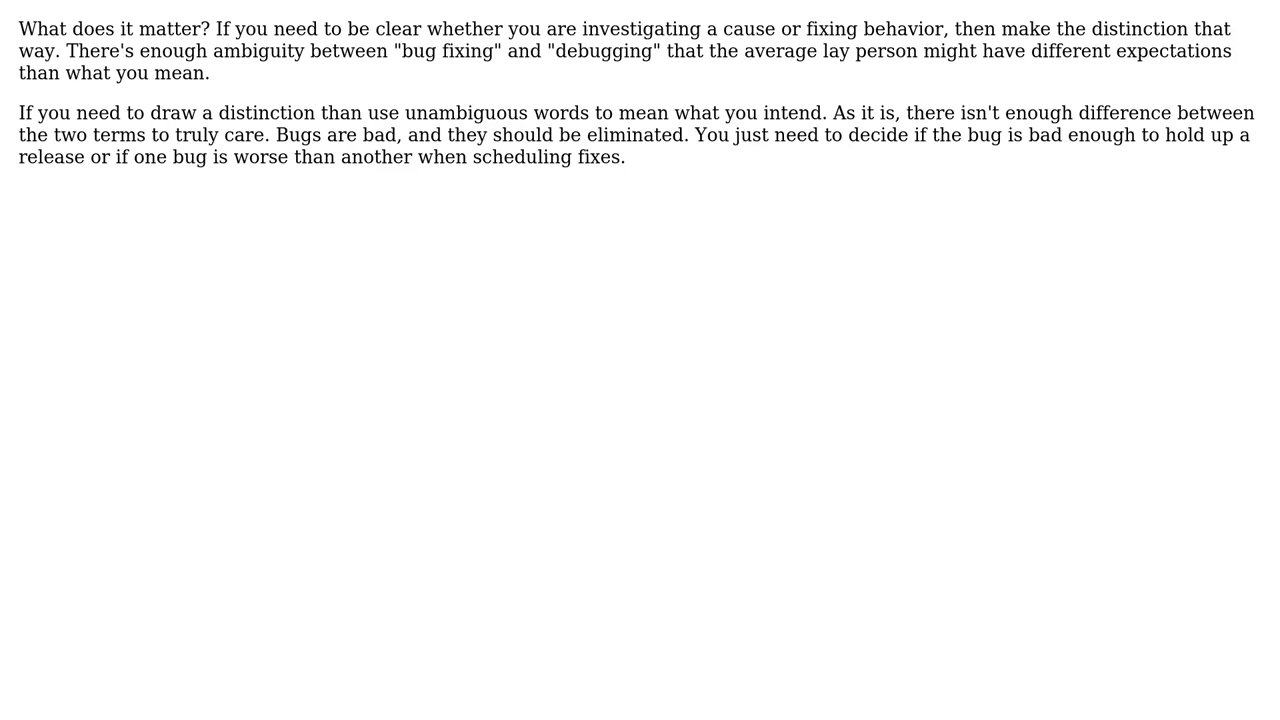 What does it matter? If you need to be clear whether you are investigating a cause or fixing behavior, then make the distinction that
way. There's enough ambiguity between "bug fixing" and "debugging" that the average lay person might have different expectations
than what you mean.
If you need to draw a distinction than use unambiguous words to mean what you intend. As it is, there isn't enough difference between
the two terms to truly care. Bugs are bad, and they should be eliminated. You just need to decide if the bug is bad enough to hold up a
release or if one bug is worse than another when scheduling fixes.